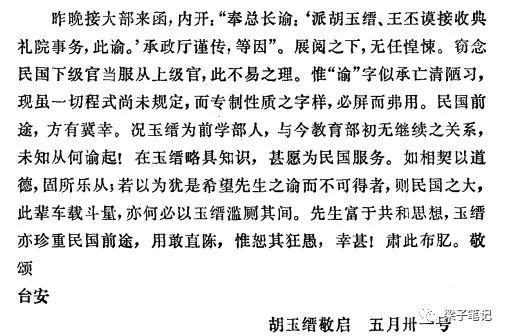 昨晚接大部来函，内开：“奉总长谕：‘派胡玉缙、王丕谟接收典
礼院事务，此谕。’承政厅谨传，等因”。展阅之下，无任惶悚。窃念
民国下级官当服从上级官，此不易之理。惟“谕”字似承亡清陋习，
现虽一切程式尚未规定，而专制性质之字样，必屏而弗用。民国前
途，方有冀幸。况玉缙为前学部人，与今教育部初无继续之关系，
未知从何谕起！在玉缙略具知识，甚愿为民国服务。如相契以道
德，固所乐从；若以为犹是希望先生之谕而不可得者，则民国之大，
此辈车载斗量，亦何必以玉缙滥厕其间。先生富于共和思想，玉缙
亦珍重民国前途，用敢直陈，惟恕其狂愚，幸甚！肃此布肊。敬
颂
台安
胡玉缙敬启　五月卅一号
梁子笔记